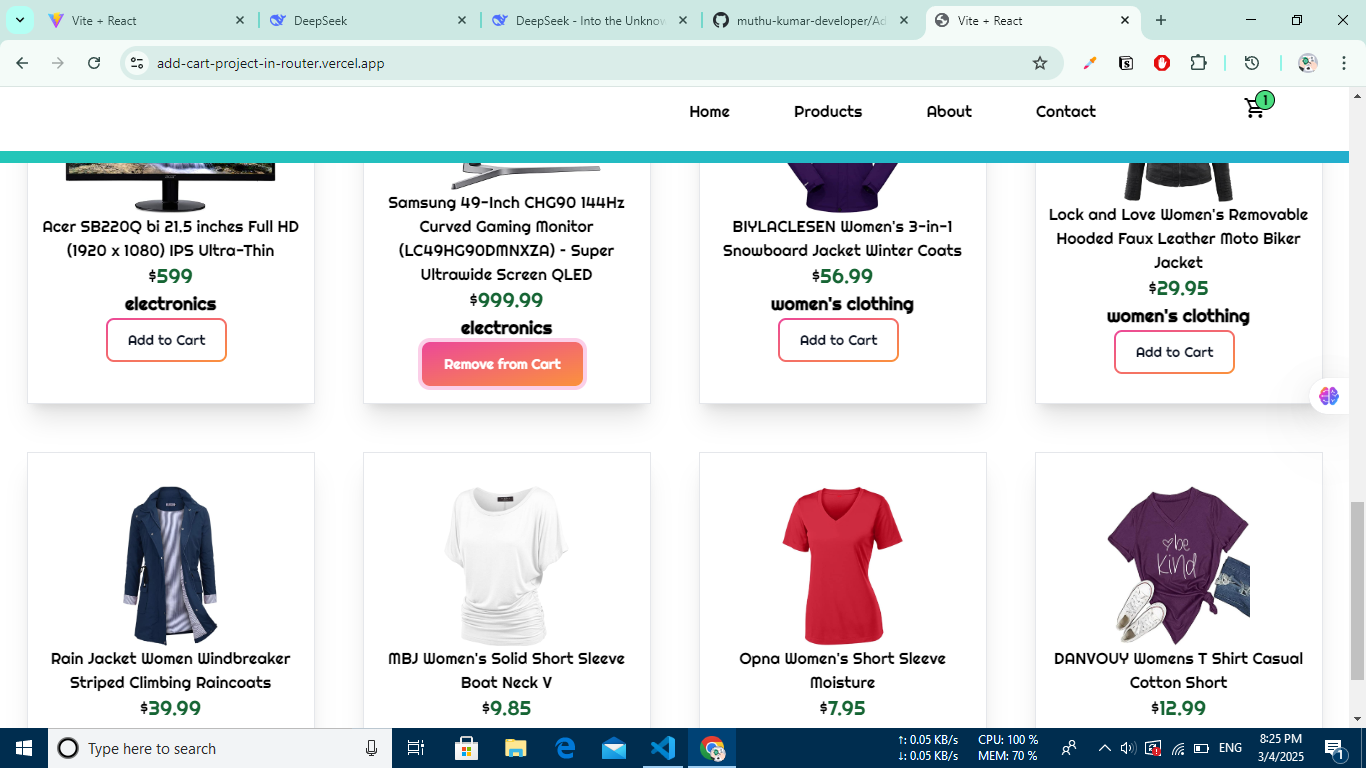 Vite + React
DeepSeek
DeepSeek - Into the Unknow
muthu-kumar-developer/Ad
Vite + React
add-cart-project-in-router.vercel.app
Home
Products
About
Contact
1
acer
Acer SB220Q bi 21.5 inches Full HD
(1920 x 1080) IPS Ultra-Thin
$599
electronics
Add to Cart
Samsung 49-Inch CHG90 144Hz
Curved Gaming Monitor
(LC49HG90DMNXZA) – Super
Ultrawide Screen QLED
$999.99
electronics
Remove from Cart
BIYLACLESEN Women's 3-in-1
Snowboard Jacket Winter Coats
$56.99
women's clothing
Add to Cart
Lock and Love Women's Removable
Hooded Faux Leather Moto Biker
Jacket
$29.95
women's clothing
Add to Cart
Rain Jacket Women Windbreaker
Striped Climbing Raincoats
$39.99
MBJ Women's Solid Short Sleeve
Boat Neck V
$9.85
Opna Women's Short Sleeve
Moisture
$7.95
be
KIND
DANVOUY Womens T Shirt Casual
Cotton Short
$12.99
Type here to search
↑: 0.05 KB/s
↓: 0.05 KB/s
CPU: 100 %
MEM: 70 %
ENG
8:25 PM
3/4/2025
1